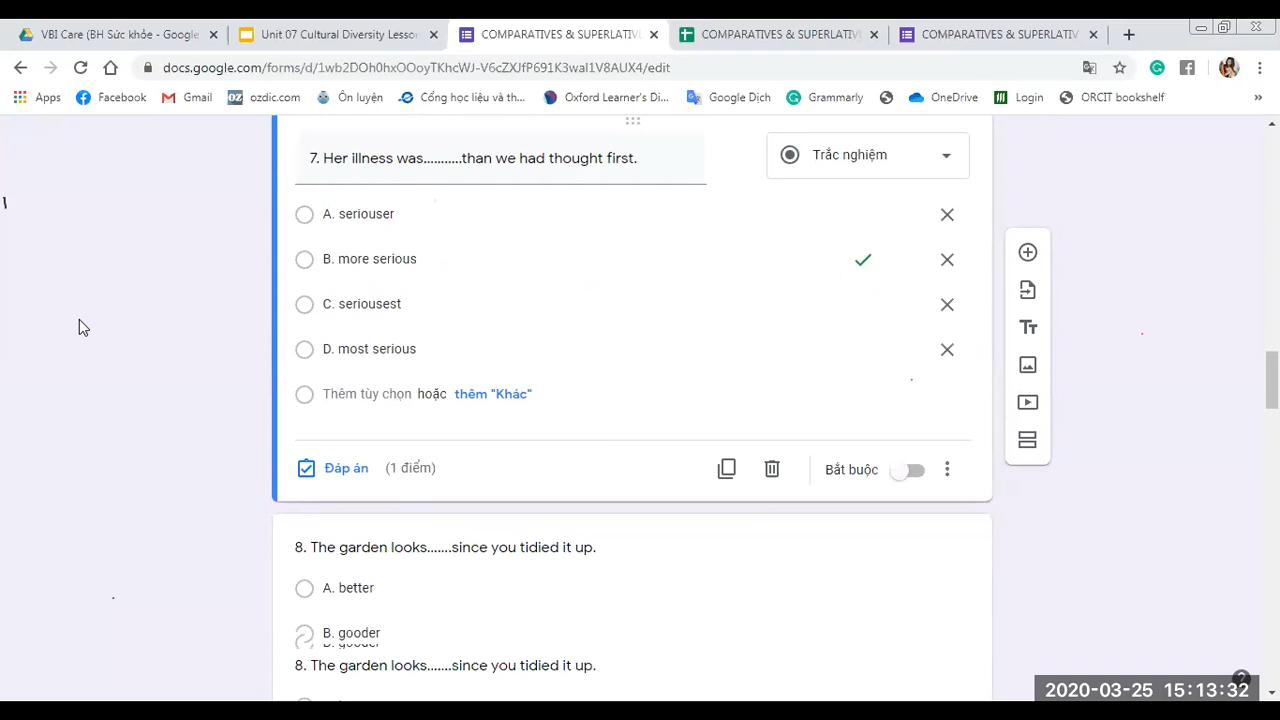 VBI Care (BH Sức khỏe - Google
Unit 07 Cultural Diversity Lesson
COMPARATIVES & SUPERLATIV
COMPARATIVES & SUPERLATIV
COMPARATIVES & SUPERLATIV
docs.google.com/forms/d/1wb2DOh0hxOOoyTKhcWJ-V6cZXJfP691K3wal1V8AUX4/edit
Apps Facebook Gmail OZ ozdic.com Ôn luyện Cổng học liệu và th... Oxford Learner's Di... Google Dịch Grammarly OneDrive Login ORCIT bookshelf »
7. Her illness was...........than we had thought first.
Trắc nghiệm
A. seriouser
B. more serious
C. seriousest
D. most serious
Thêm tùy chọn hoặc thêm "Khác"
Đáp án (1 điểm)
Bắt buộc
8. The garden looks.......since you tidied it up.
A. better
B. gooder
8. The garden looks.......since you tidied it up.
2020-03-25 15:13:32